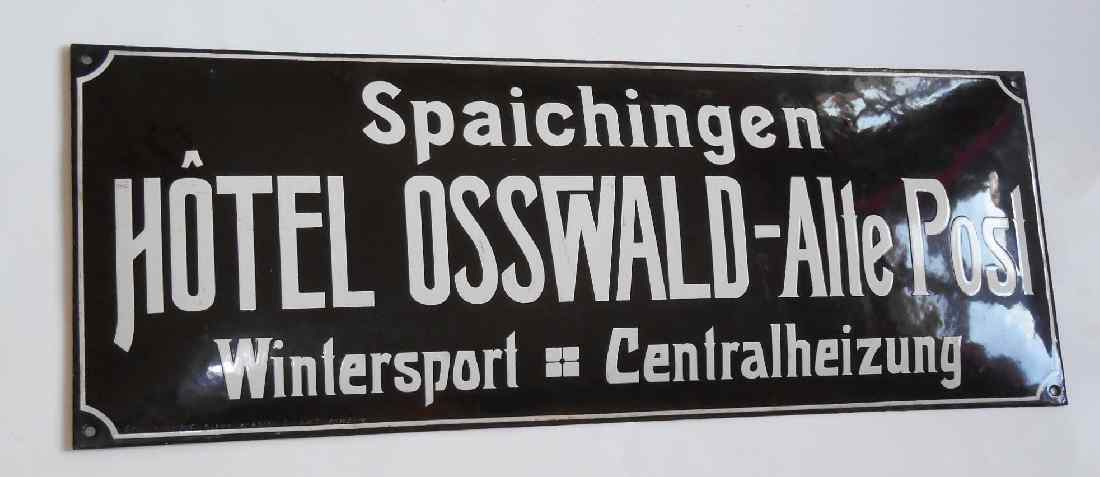 Spaichingen
HÔTEL OSSWALD-Alte Post
Wintersport Centralheizung